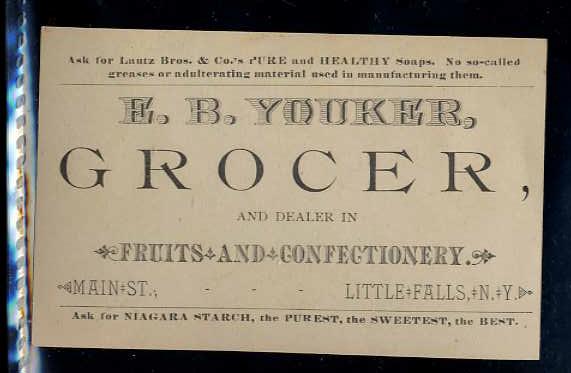 Ask for Lautz Bros. & Co.'s PURE and HEALTHY Soaps. No so-called
greases or adulterating material used in manufacturing them.
E. B. YOUKER,
GROCER,
AND DEALER IN
FRUITS AND CONFECTIONERY.
MAIN ST., - - - LITTLE FALLS, N. Y.
Ask for NIAGARA STARCH, the PUREST, the SWEETEST, the BEST.